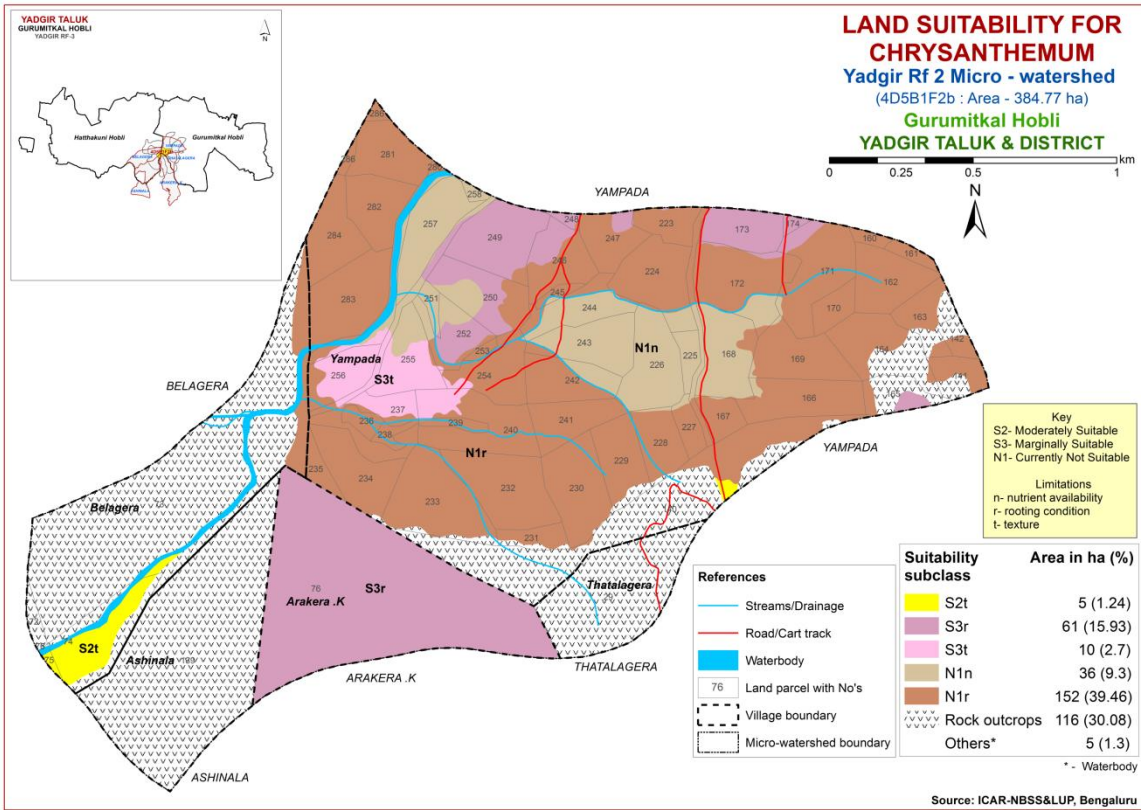 YADGIR TALUK
GURUMITKAL HOBLI
YADGIR RF-3
N
Hatthakuni Hobli
Gurumitkal Hobli
LAND SUITABILITY FOR
CHRYSANTHEMUM
Yadgir Rf 2 Micro - watershed
(4D5B1F2b : Area - 384.77 ha)
Gurumitkal Hobli
YADGIR TALUK & DISTRICT
km
0 0.25 0.5 1
N
YAMPADA
286
281
286
282
284
283
257
258
249
248
247
223
173
174
160
161
224
172
171
162
250
251
252
244
170
163
243
N1n
226
225
168
169
164
142
141
165
Yampada
255
256
S3t
253
254
242
237
236
238
239
240
241
N1r
166
167
227
228
229
BELAGERA
YAMPADA
235
234
233
232
230
231
Belagera
76
S3r
Arakera .K
Thatalagera
S2t
74
75
Ashinala
THATALAGERA
ARAKERA .K
ASHINALA
Key
S2- Moderately Suitable
S3- Marginally Suitable
N1- Currently Not Suitable
Limitations
n- nutrient availability
r- rooting condition
t- texture
References
Streams/Drainage
Road/Cart track
Waterbody
76 Land parcel with No's
Village boundary
Micro-watershed boundary
Suitability subclass Area in ha (%)
S2t 5 (1.24)
S3r 61 (15.93)
S3t 10 (2.7)
N1n 36 (9.3)
N1r 152 (39.46)
Rock outcrops 116 (30.08)
Others* 5 (1.3)
* - Waterbody
Source: ICAR-NBSS&LUP, Bengaluru